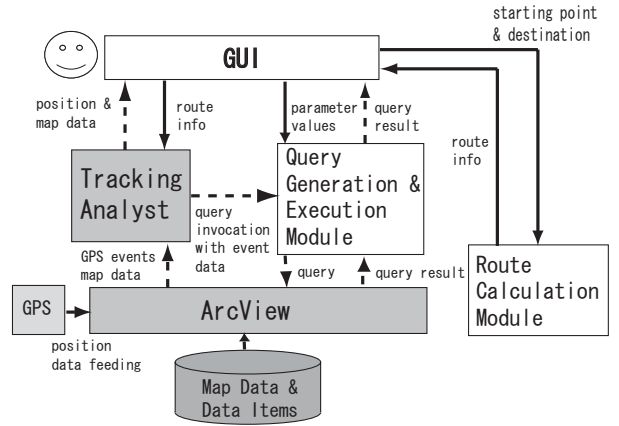 starting point
& destination
GUI
position &
map data
route
info
parameter
values
query
result
route
info
Tracking
Analyst
Query
Generation &
Execution
Module
query
invocation
with event
data
GPS events
map data
query
query result
Route
Calculation
Module
GPS
ArcView
position
data feeding
Map Data &
Data Items